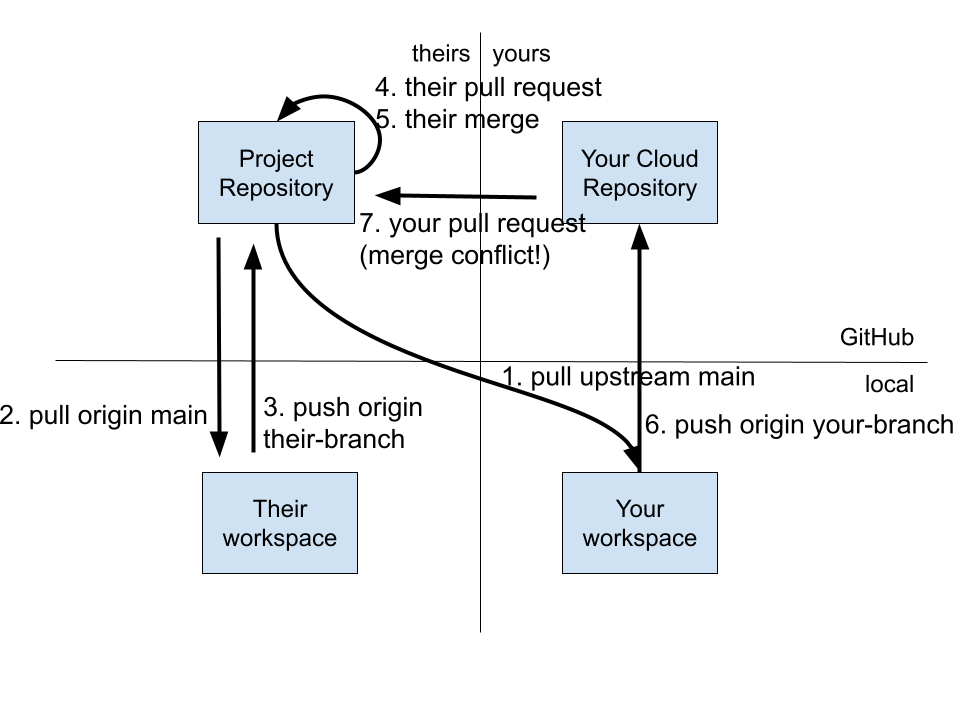 theirs
yours
4. their pull request
5. their merge
Project
Repository
Your Cloud
Repository
7. your pull request
(merge conflict!)
GitHub
local
1. pull upstream main
2. pull origin main
3. push origin
their-branch
6. push origin your-branch
Their
workspace
Your
workspace